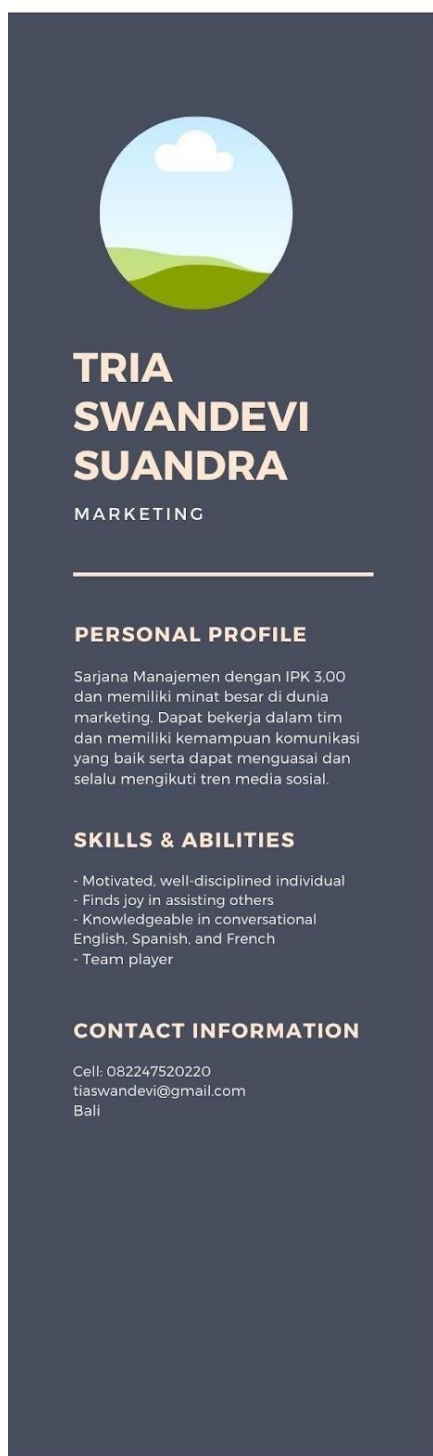 TRIA
SWANDEVI
SUANDRA
MARKETING
PERSONAL PROFILE
Sarjana Manajemen dengan IPK 3,00
dan memiliki minat besar di dunia
marketing. Dapat bekerja dalam tim
dan memiliki kemampuan komunikasi
yang baik serta dapat menguasai dan
selalu mengikuti tren media sosial.
SKILLS & ABILITIES
- Motivated, well-disciplined individual
- Finds joy in assisting others
- Knowledgeable in conversational
English, Spanish, and French
- Team player
CONTACT INFORMATION
Cell: 082247520220
tiaswandevi@gmail.com
Bali